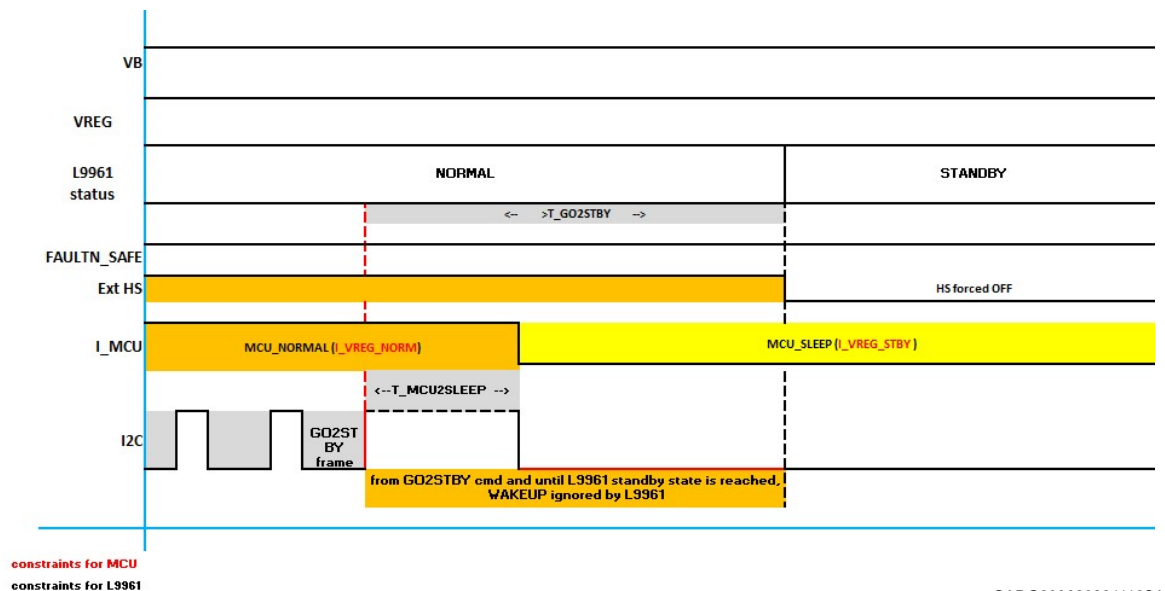 VB
VREG
L9961
status
NORMAL
STANDBY
<-- >T_GO2STBY -->
FAULTN_SAFE
Ext HS
HS forced OFF
I_MCU
MCU_NORMAL (I_VREG_NORM)
MCU_SLEEP (I_VREG_STBY )
<--T_MCU2SLEEP -->
I2C
GO2ST
BY
frame
from GO2STBY cmd and until L9961 standby state is reached,
WAKEUP ignored by L9961
constraints for MCU
constraints for L9961